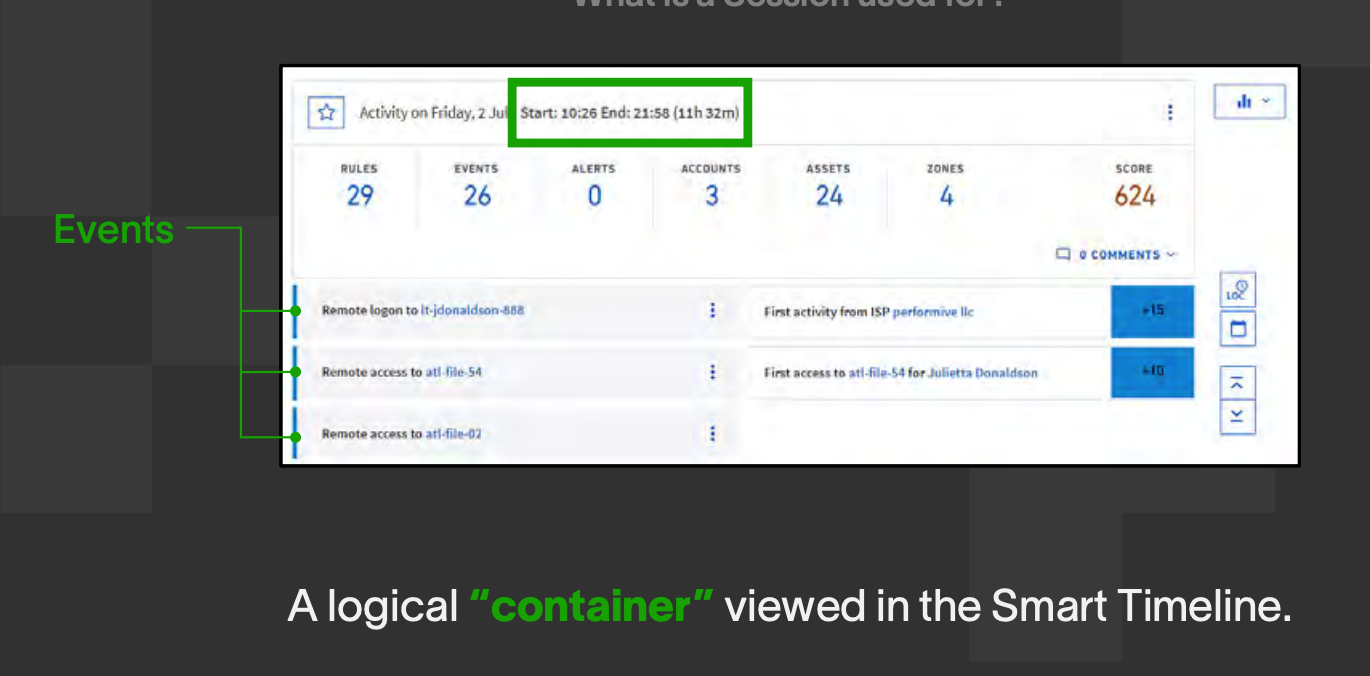 What is a Session used for?
Activity on Friday, 2 Jul Start: 10:26 End: 21:58 (11h 32m)
RULES EVENTS ALERTS ACCOUNTS ASSETS ZONES SCORE
29 26 0 3 24 4 624
0 COMMENTS
Events
Remote logon to lt-jdonaldson-888 First activity from ISP performive llc +15
LOC
Remote access to atl-file-54 First access to atl-file-54 for Julietta Donaldson +10
Remote access to atl-file-02
A logical “container” viewed in the Smart Timeline.